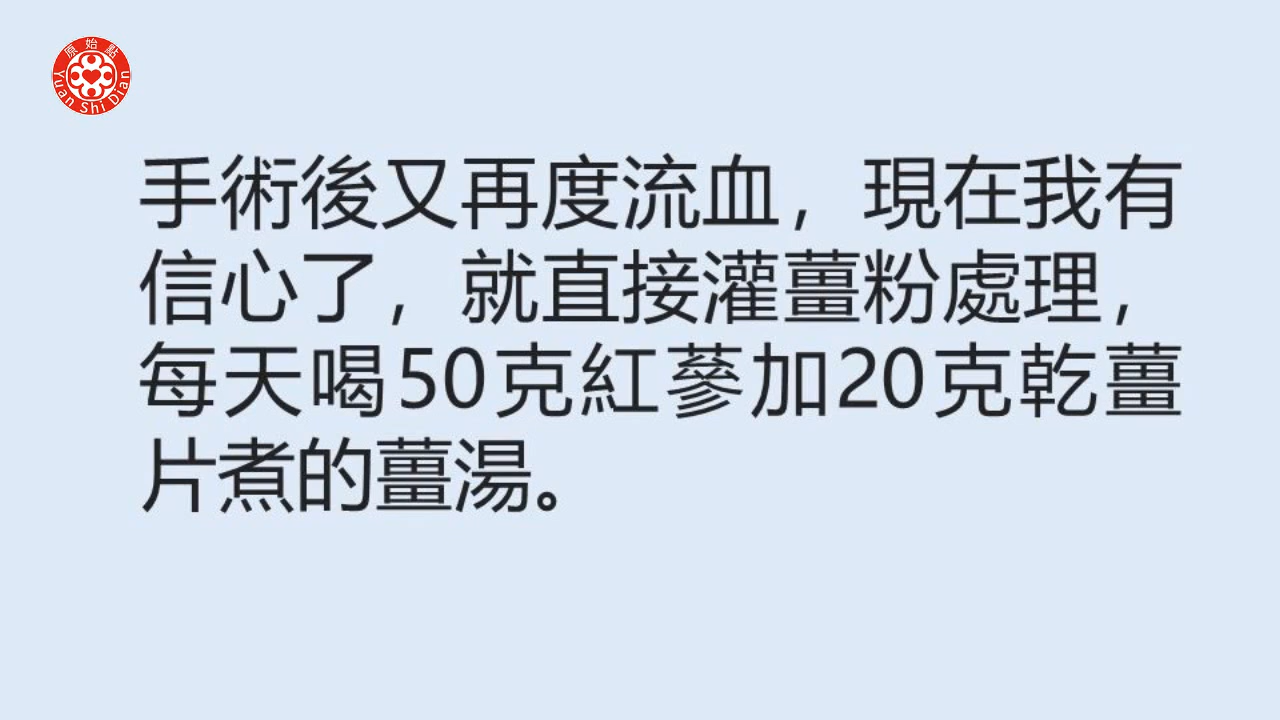 原始點
Yuan Shi Dian
手術後又再度流血，現在我有
信心了，就直接灌薑粉處理，
每天喝50克紅蔘加20克乾薑
片煮的薑湯。